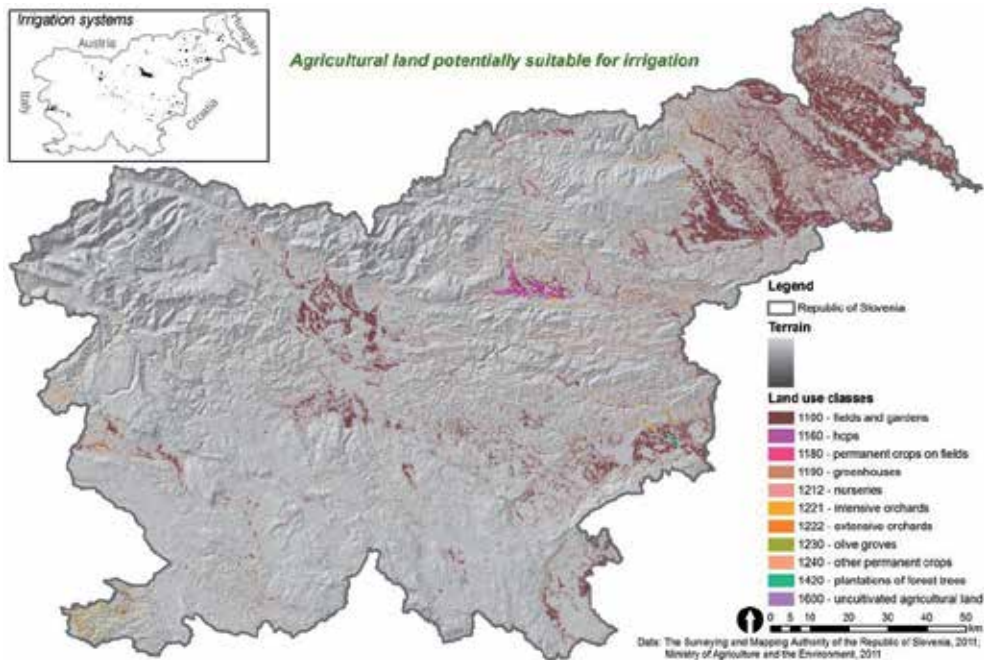 Irrigation systems
Austria
Hungary
Italy
Croatia
Agricultural land potentially suitable for irrigation
Legend
Republic of Slovenia
Terrain
Land use classes
1100 - fields and gardens
1160 - hops
1180 - permanent crops on fields
1190 - greenhouses
1212 - nurseries
1221 - intensive orchards
1222 - extensive orchards
1230 - olive groves
1240 - other permanent crops
1420 - plantations of forest trees
1600 - uncultivated agricultural land
0 5 10 20 30 40 50
km
Data: The Surveying and Mapping Authority of the Republic of Slovenia, 2011;
Ministry of Agriculture and the Environment, 2011